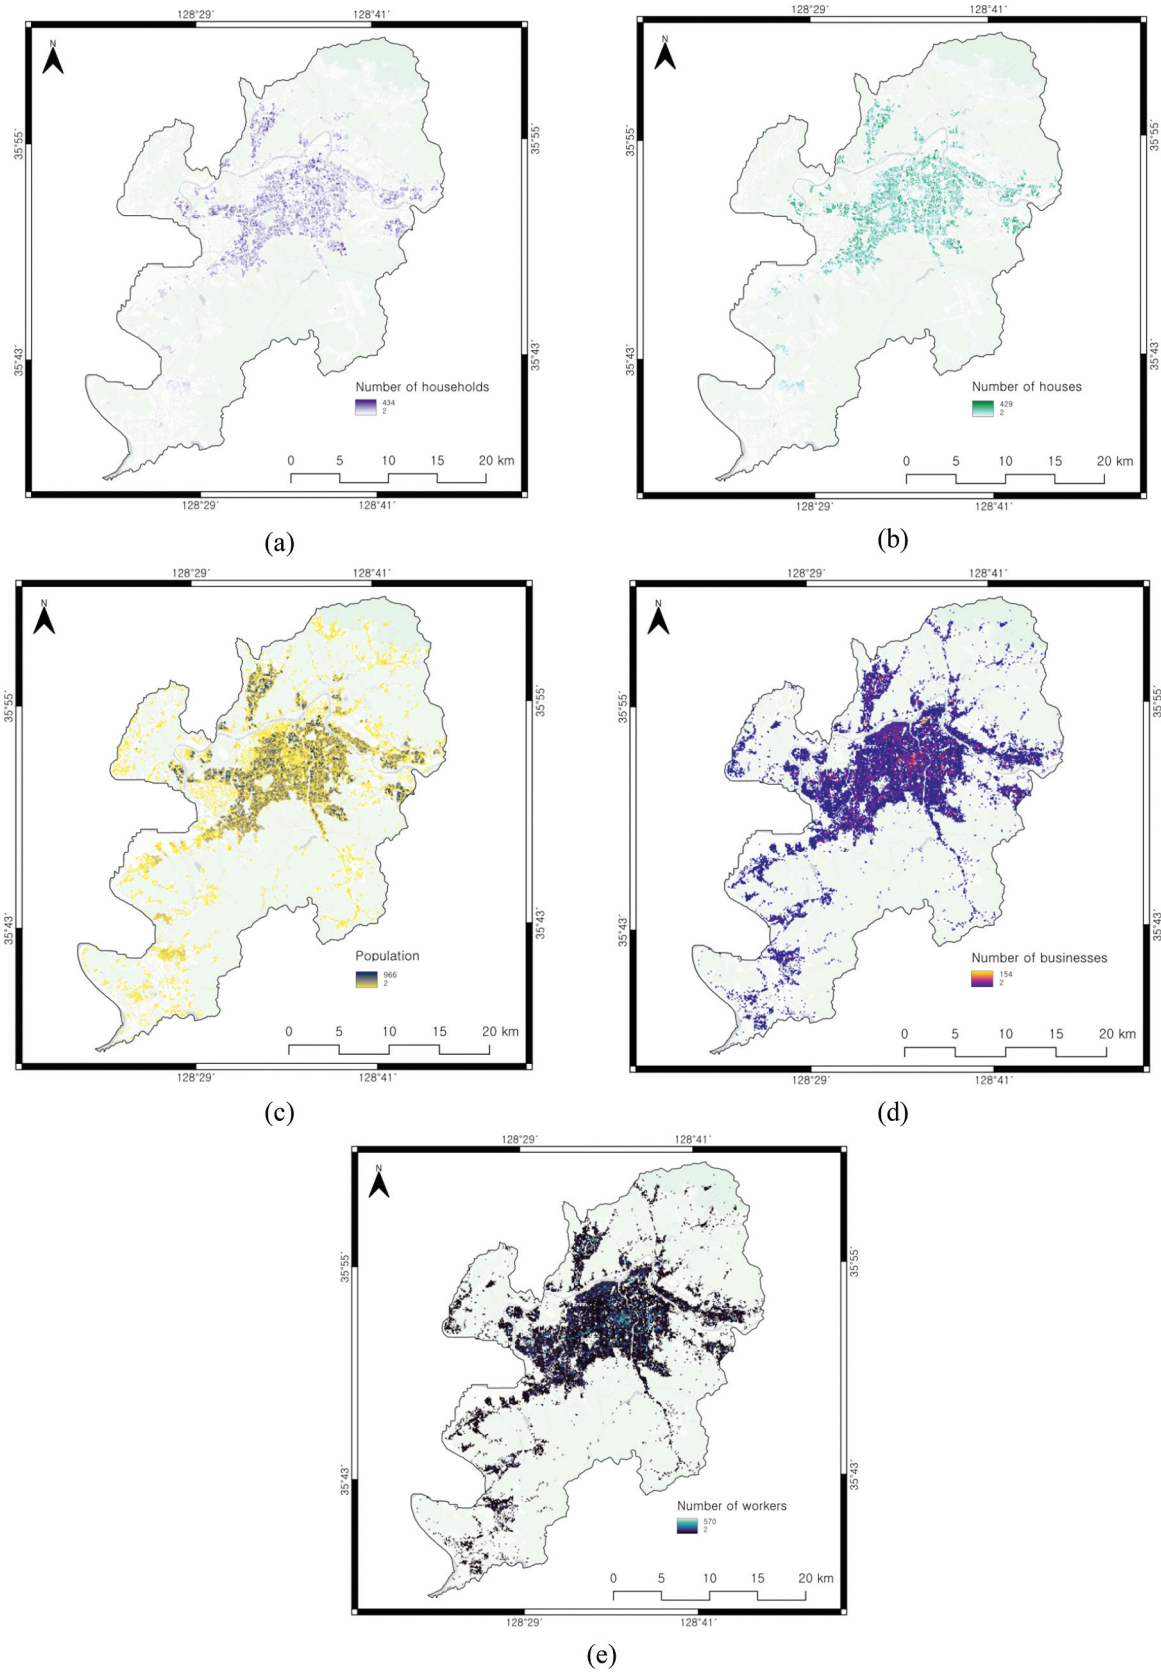 128°29´ 128°41´
N
35°55´ 35°55´
35°43´ 35°43´
Number of households
434
2
0 5 10 15 20 km
128°29´ 128°41´
(a)
128°29´ 128°41´
N
35°55´ 35°55´
35°43´ 35°43´
Number of houses
429
2
0 5 10 15 20 km
128°29´ 128°41´
(b)
128°29´ 128°41´
N
35°55´ 35°55´
35°43´ 35°43´
Population
966
2
0 5 10 15 20 km
128°29´ 128°41´
(c)
128°29´ 128°41´
N
35°55´ 35°55´
35°43´ 35°43´
Number of businesses
154
2
0 5 10 15 20 km
128°29´ 128°41´
(d)
128°29´ 128°41´
N
35°55´ 35°55´
35°43´ 35°43´
Number of workers
570
2
0 5 10 15 20 km
128°29´ 128°41´
(e)